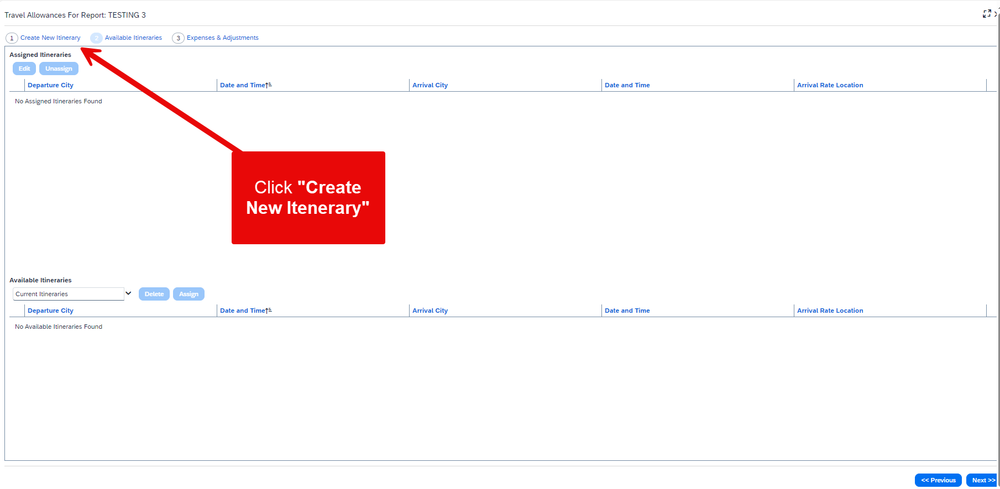 Travel Allowances For Report: TESTING 3
1 Create New Itinerary 2 Available Itineraries 3 Expenses & Adjustments
Assigned Itineraries
Edit Unassign
Departure City Date and Time Arrival City Date and Time Arrival Rate Location
No Assigned Itineraries Found
Click "Create
New Itenerary"
Available Itineraries
Current Itineraries Delete Assign
Departure City Date and Time Arrival City Date and Time Arrival Rate Location
No Available Itineraries Found
<< Previous Next >>